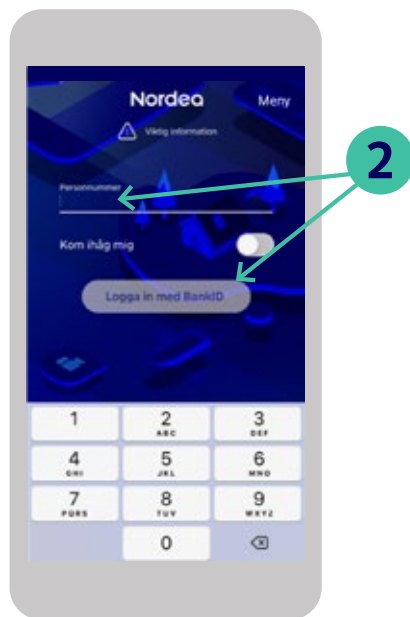 Nordea
Meny
Viktig information
Personnummer
2
Kom ihåg mig
Logga in med BankID
1
2
ABC
3
DEF
4
GHI
5
JKL
6
MNO
7
PQRS
8
TUV
9
WXYZ
0